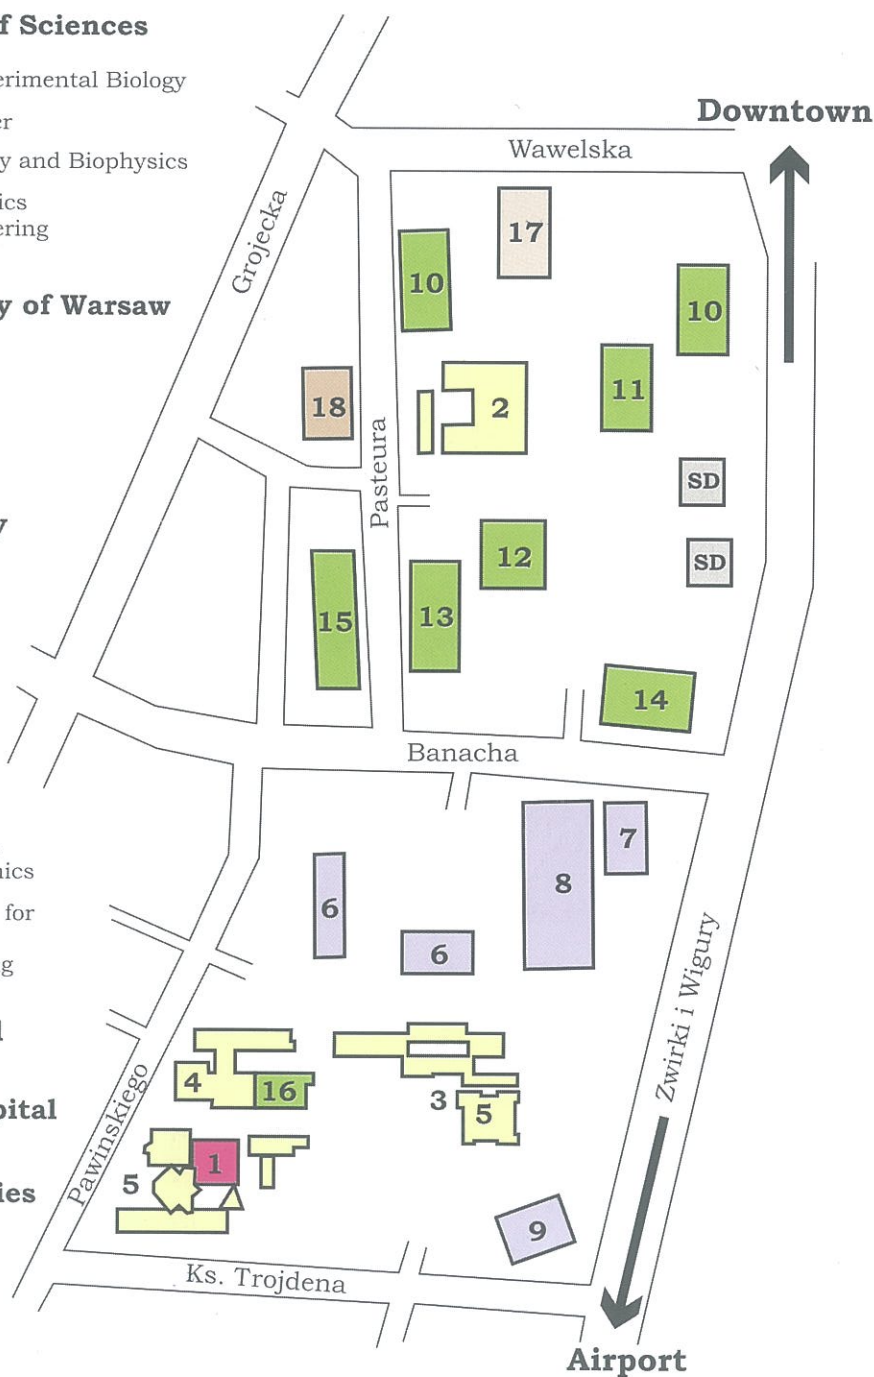 f Sciences
erimental Biology
er
y and Biophysics
ics
ering
y of Warsaw
y
nics
for
g
l
pital
ies
Downtown
Wawelska
Grojecka
17
10
10
11
18
2
Pasteura
SD
SD
12
13
15
14
Banacha
7
8
6
6
Zwirki i Wigury
4
16
3
5
Pawinskiego
1
5
9
Ks. Trojdena
Airport